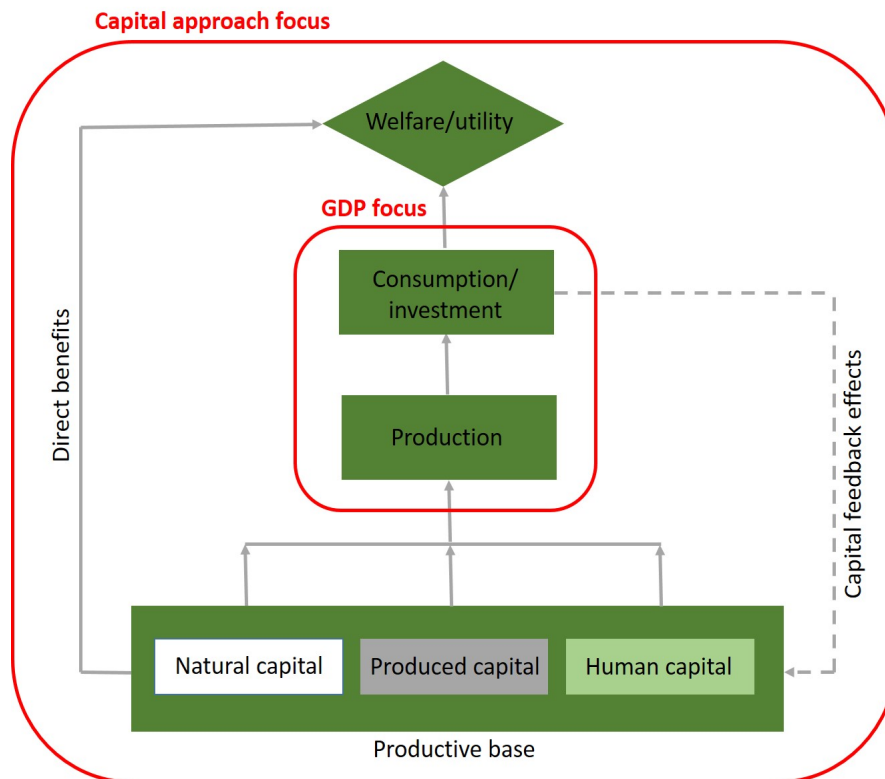 Capital approach focus
Welfare/utility
GDP focus
Consumption/
investment
Production
Direct benefits
Capital feedback effects
Natural capital
Produced capital
Human capital
Productive base